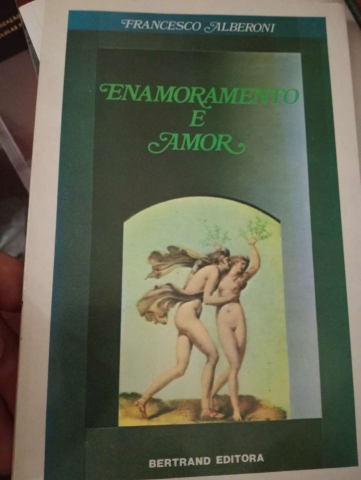 FRANCESCO ALBERONI
ENAMORAMENTO
E
AMOR
BERTRAND EDITORA